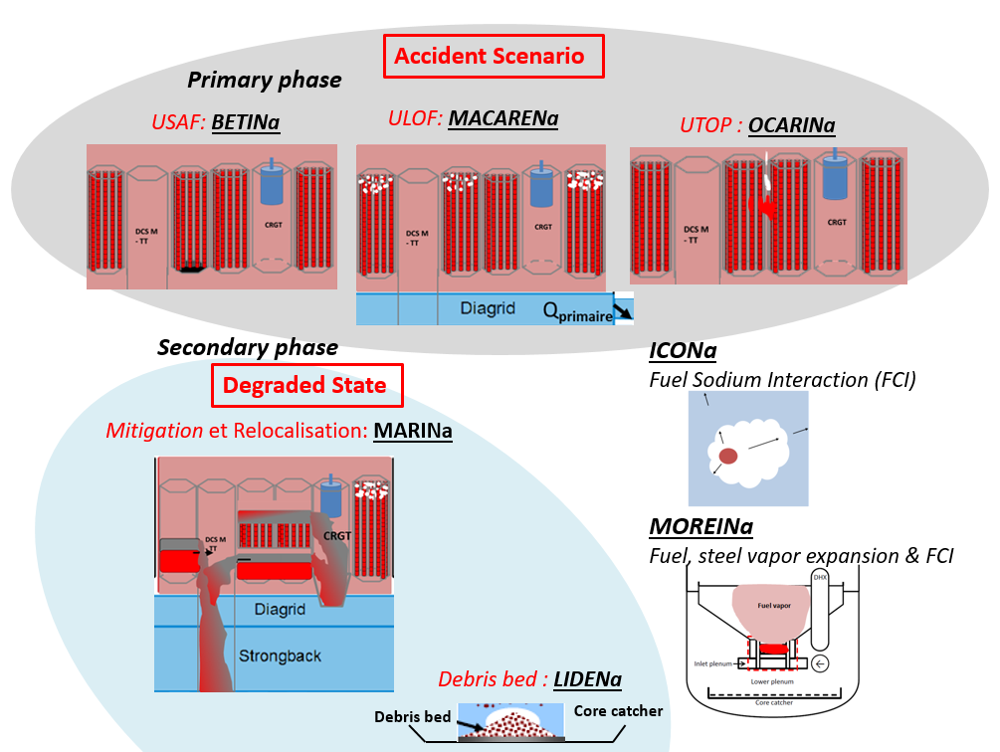 Accident Scenario
Primary phase
USAF: BETINa
ULOF: MACARENa
UTOP : OCARINa
DCS M
- TT
CRGT
DCS M
- TT
CRGT
Diagrid
Qprimaire
DCS M
- TT
CRGT
Secondary phase
Degraded State
Mitigation et Relocalisation: MARINa
DCS M
- TT
CRGT
Diagrid
Strongback
Debris bed : LIDENa
Debris bed
Core catcher
ICONa
Fuel Sodium Interaction (FCI)
MOREINa
Fuel, steel vapor expansion & FCI
DHX
Fuel vapor
Inlet plenum
Lower plenum
Core catcher